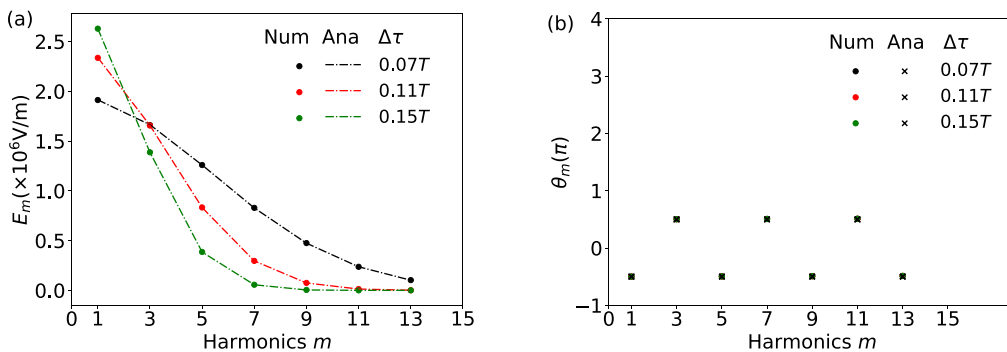 (a)
Num Ana Δτ
0.07T
0.11T
0.15T
E_m(×10⁶V/m)
2.5
2.0
1.5
1.0
0.5
0.0
0 1 3 5 7 9 11 13 15
Harmonics m
(b)
Num Ana Δτ
0.07T
0.11T
0.15T
θ_m(π)
4
3
2
1
0
−1
0 1 3 5 7 9 11 13 15
Harmonics m